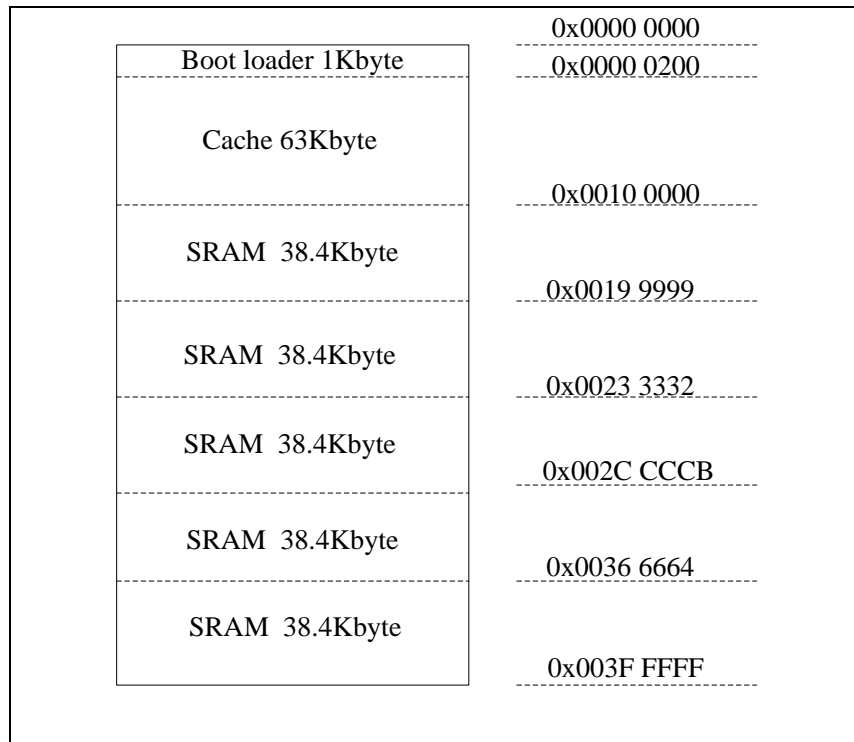 0x0000 0000
Boot loader 1Kbyte
0x0000 0200
Cache 63Kbyte
0x0010 0000
SRAM 38.4Kbyte
0x0019 9999
SRAM 38.4Kbyte
0x0023 3332
SRAM 38.4Kbyte
0x002C CCCB
SRAM 38.4Kbyte
0x0036 6664
SRAM 38.4Kbyte
0x003F FFFF